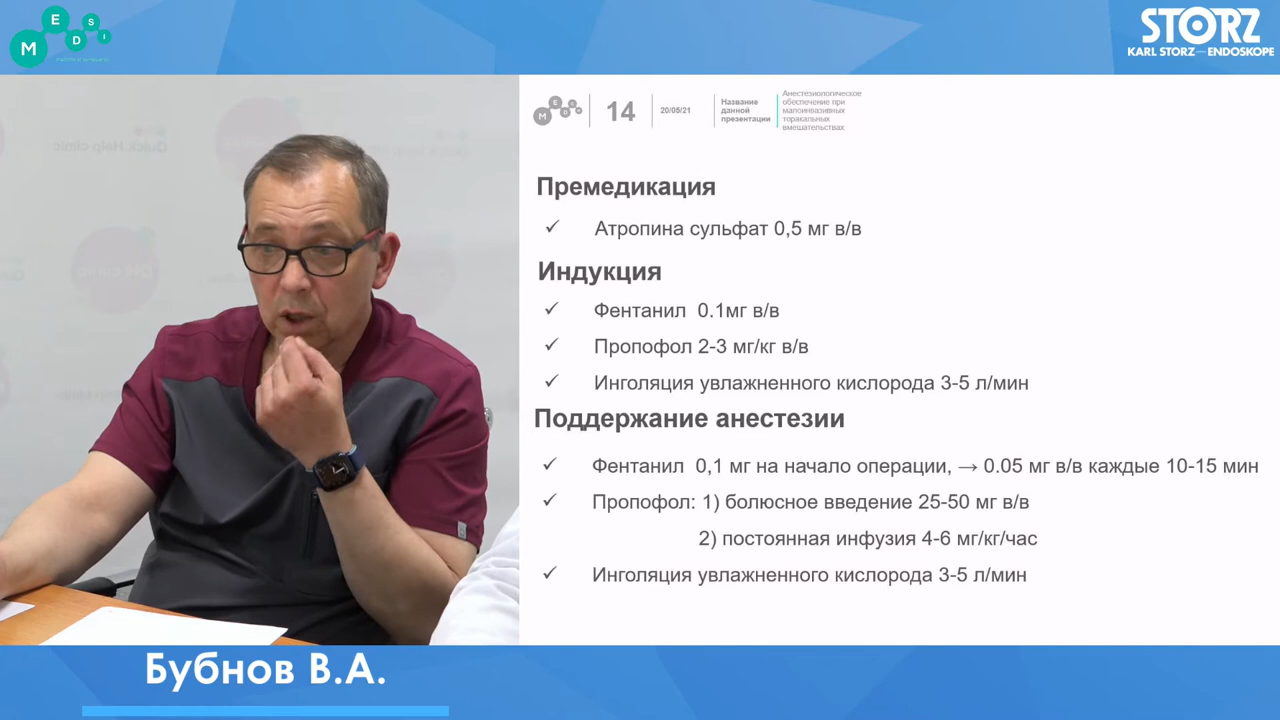 M E D S I
STORZ
KARL STORZ—ENDOSKOPE
M E D S I
14
20/05/21
Название
данной
презентации
Анестезиологическое
обеспечение при
малоинвазивных
торакальных
вмешательствах
Премедикация
✓ Атропина сульфат 0,5 мг в/в
Индукция
✓ Фентанил 0.1мг в/в
✓ Пропофол 2-3 мг/кг в/в
✓ Инголяция увлажненного кислорода 3-5 л/мин
Поддержание анестезии
✓ Фентанил 0,1 мг на начало операции, → 0.05 мг в/в каждые 10-15 мин
✓ Пропофол: 1) болюсное введение 25-50 мг в/в
2) постоянная инфузия 4-6 мг/кг/час
✓ Инголяция увлажненного кислорода 3-5 л/мин
Бубнов В.А.